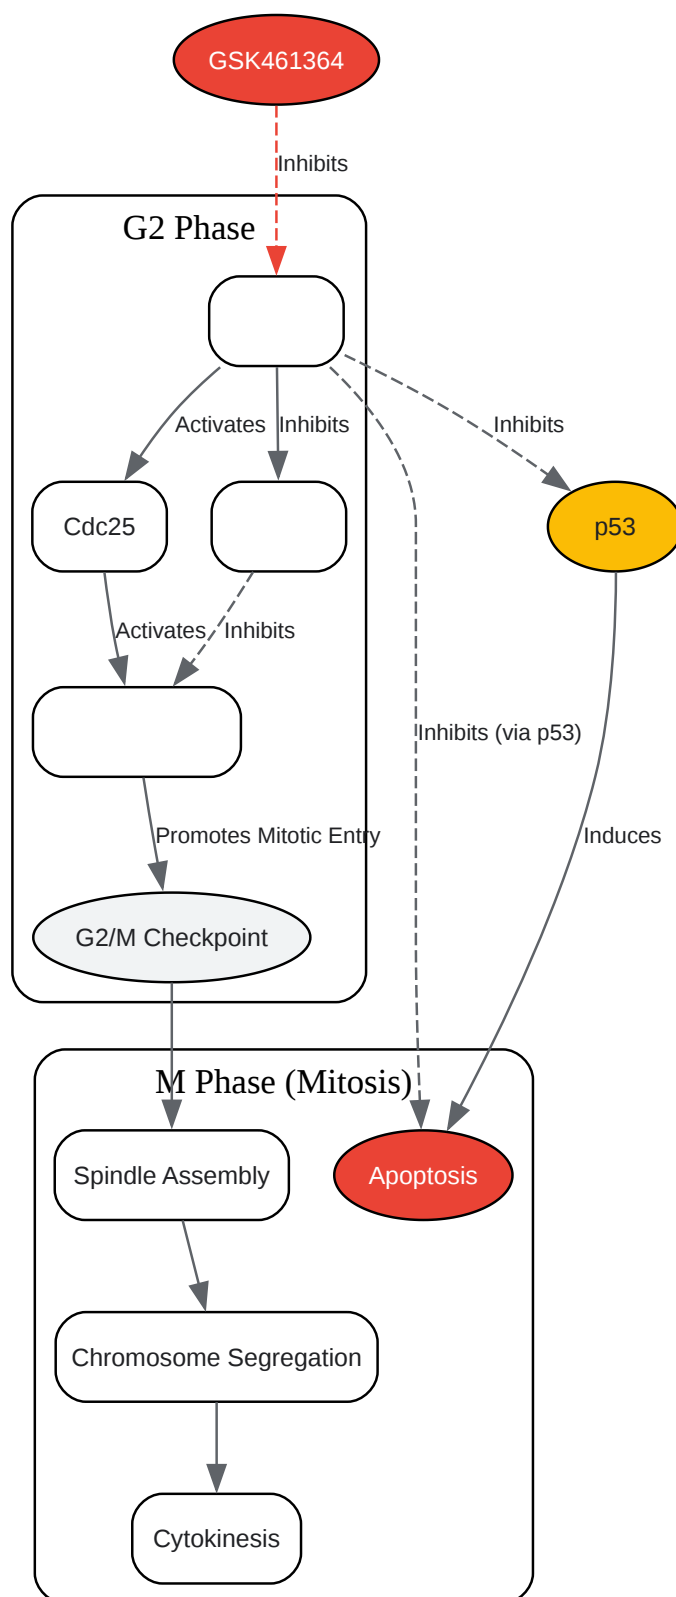 GSK461364
Inhibits
G2 Phase
Activates
Inhibits
Inhibits
Cdc25
p53
Activates
Inhibits
Inhibits (via p53)
Promotes Mitotic Entry
Induces
G2/M Checkpoint
M Phase (Mitosis)
Spindle Assembly
Apoptosis
Chromosome Segregation
Cytokinesis